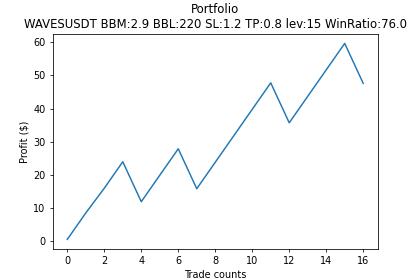 Portfolio
WAVESUSDT BBM:2.9 BBL:220 SL:1.2 TP:0.8 lev:15 WinRatio:76.0
60
50
40
30
20
10
0
Profit ($)
0 2 4 6 8 10 12 14 16
Trade counts